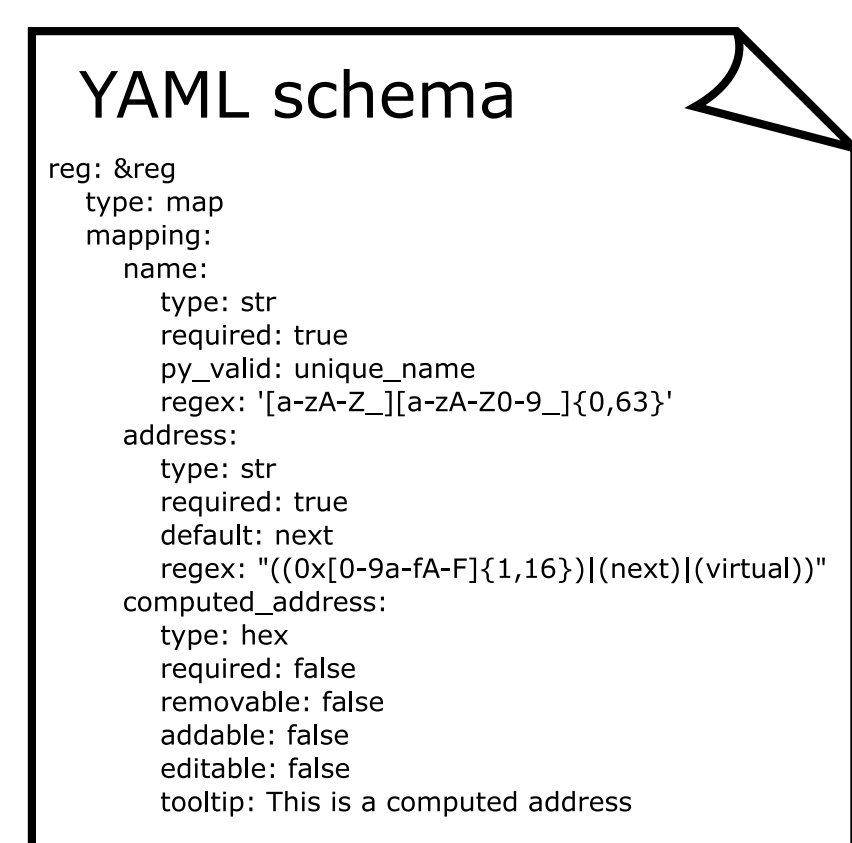 YAML schema
reg: &reg
type: map
mapping:
name:
type: str
required: true
py_valid: unique_name
regex: '[a-zA-Z_][a-zA-Z0-9_]{0,63}'
address:
type: str
required: true
default: next
regex: "((0x[0-9a-fA-F]{1,16})|(next)|(virtual))"
computed_address:
type: hex
required: false
removable: false
addable: false
editable: false
tooltip: This is a computed address